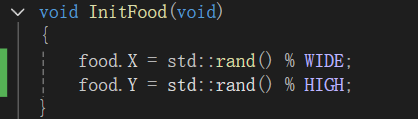 void InitFood(void)
{
food.X = std::rand() % WIDE;
food.Y = std::rand() % HIGH;
}